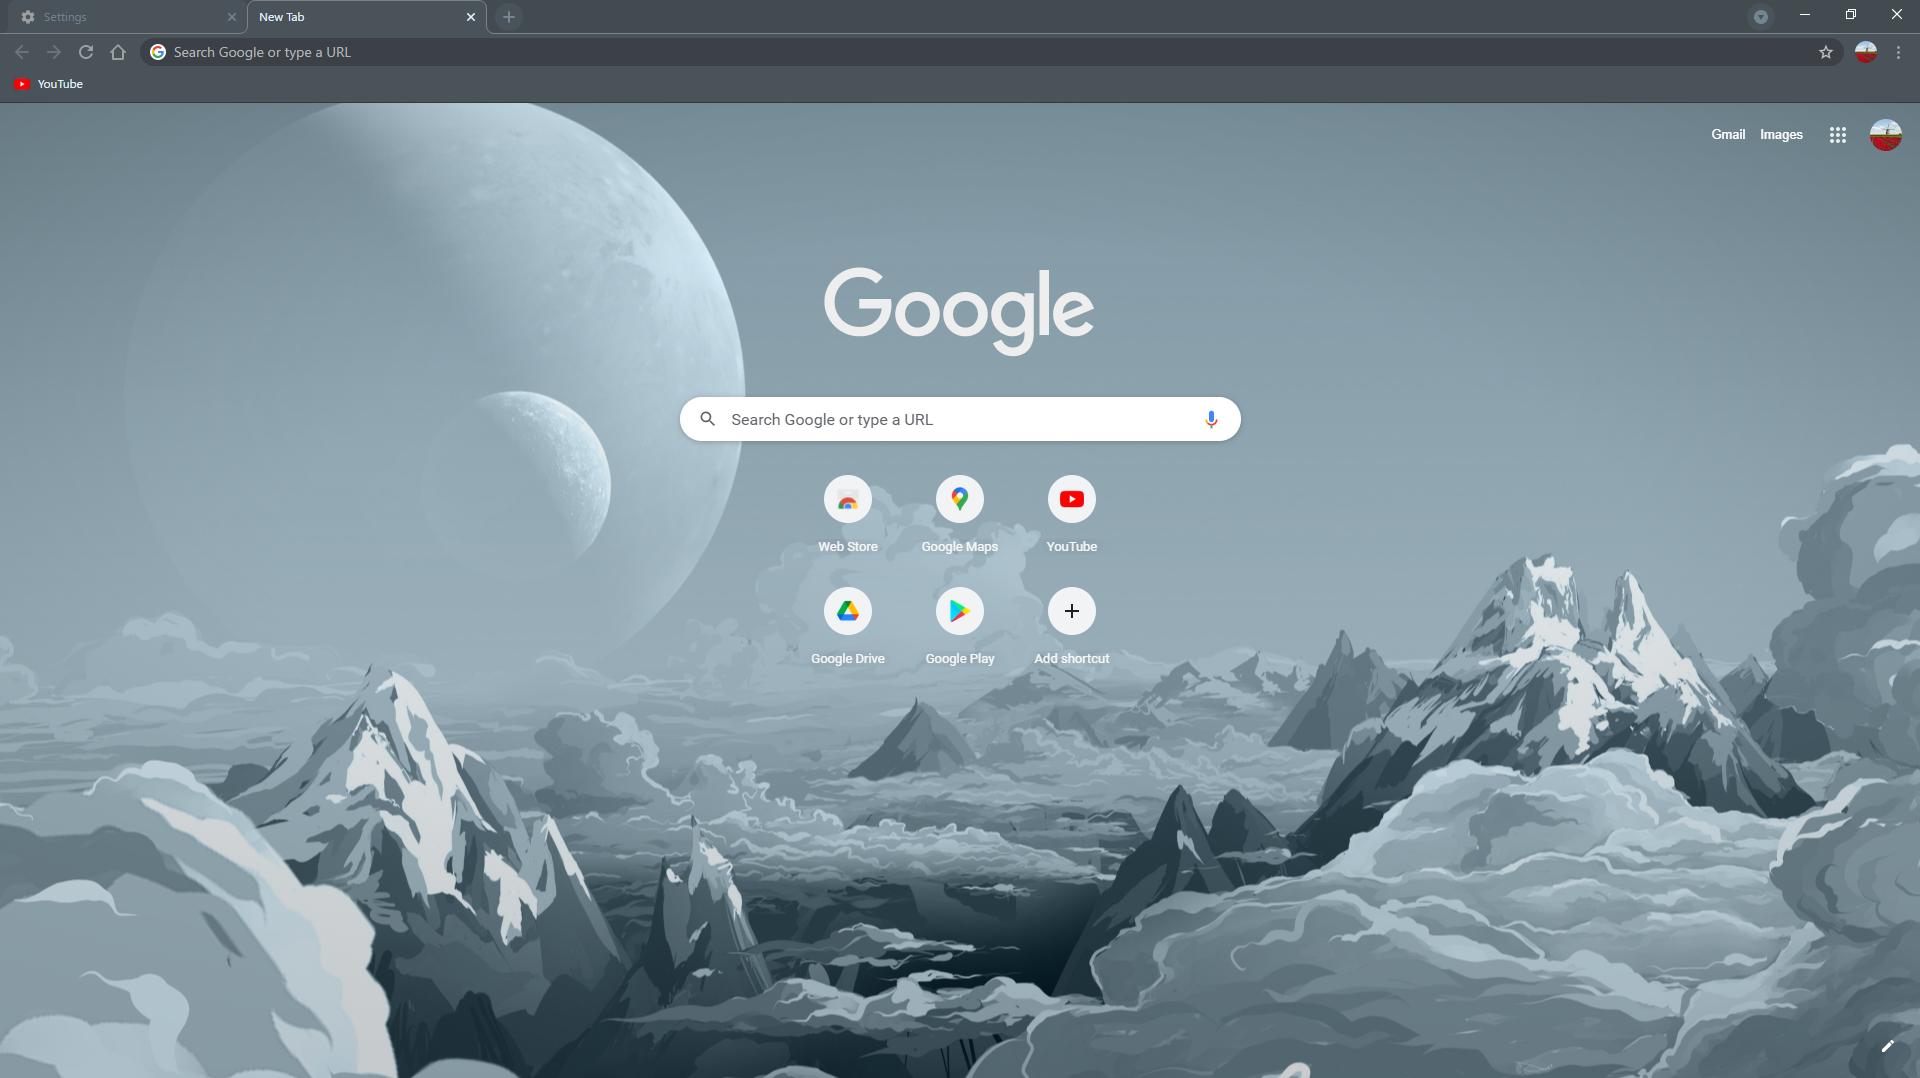 Settings
New Tab
Search Google or type a URL
YouTube
Gmail Images
Google
Search Google or type a URL
Web Store Google Maps YouTube
Google Drive Google Play Add shortcut